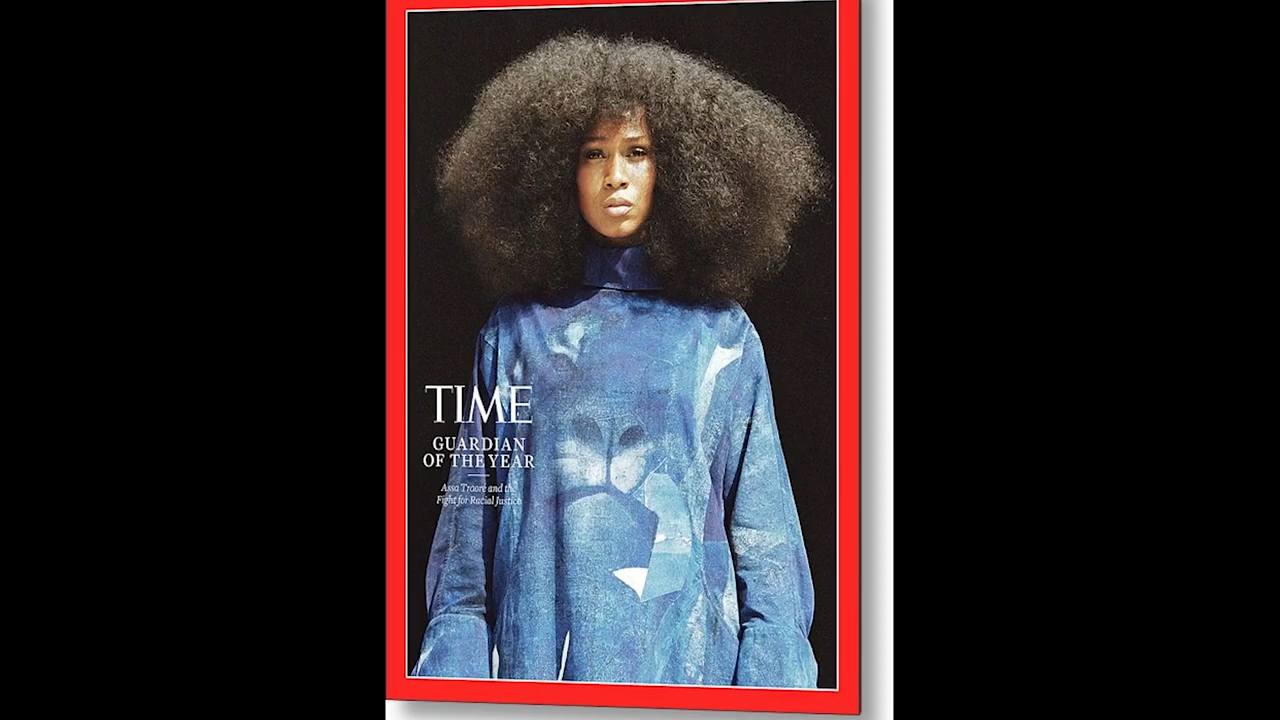 TIME
GUARDIAN
OF THE YEAR
Assa Traoré and the
Fight for Racial Justice